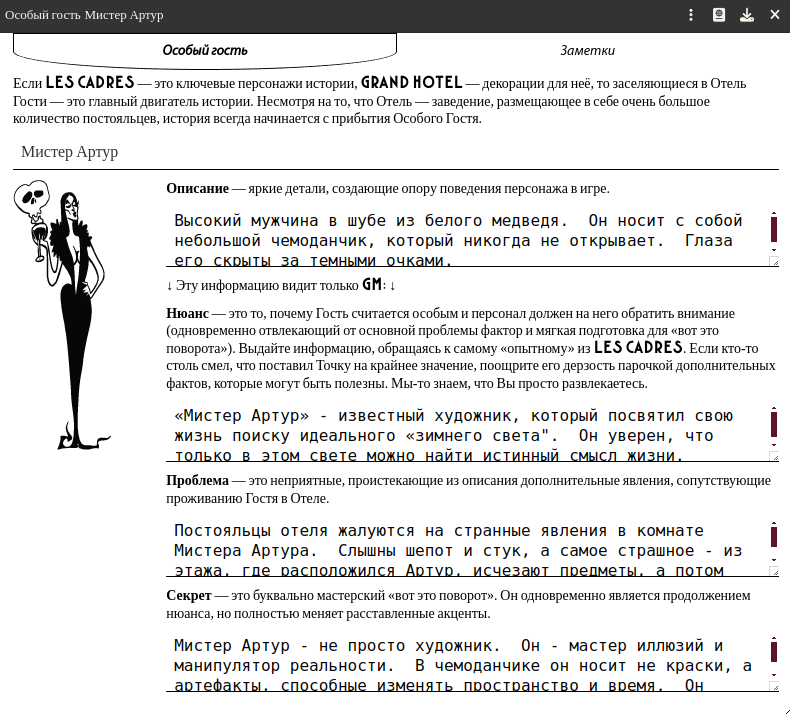 Особый гость Мистер Артур
Особый гость
Заметки
Если LES CADRES — это ключевые персонажи истории, GRAND HOTEL — декорации для неё, то заселяющиеся в Отель
Гости — это главный двигатель истории. Несмотря на то, что Отель — заведение, размещающее в себе очень большое
количество постояльцев, история всегда начинается с прибытия Особого Гостя.
Мистер Артур
Описание — яркие детали, создающие опору поведения персонажа в игре.
Высокий мужчина в шубе из белого медведя. Он носит с собой
небольшой чемоданчик, который никогда не открывает. Глаза
его скрыты за темными очками.
↓ Эту информацию видит только GM: ↓
Нюанс — это то, почему Гость считается особым и персонал должен на него обратить внимание
(одновременно отвлекающий от основной проблемы фактор и мягкая подготовка для «вот это
поворота»). Выдайте информацию, обращаясь к самому «опытному» из LES CADRES. Если кто-то
столь смел, что поставил Точку на крайнее значение, поощрите его дерзость парочкой дополнительных
фактов, которые могут быть полезны. Мы-то знаем, что Вы просто развлекаетесь.
«Мистер Артур» - известный художник, который посвятил свою
жизнь поиску идеального «зимнего света". Он уверен, что
только в этом свете можно найти истинный смысл жизни.
Проблема — это неприятные, проистекающие из описания дополнительные явления, сопутствующие
проживанию Гостя в Отеле.
Постояльцы отеля жалуются на странные явления в комнате
Мистера Артура. Слышны шепот и стук, а самое страшное - из
этажа, где расположился Артур, исчезают предметы, а потом
Секрет — это буквально мастерский «вот это поворот». Он одновременно является продолжением
нюанса, но полностью меняет расставленные акценты.
Мистер Артур - не просто художник. Он - мастер иллюзий и
манипулятор реальности. В чемоданчике он носит не краски, а
артефакты, способные изменять пространство и время. Он